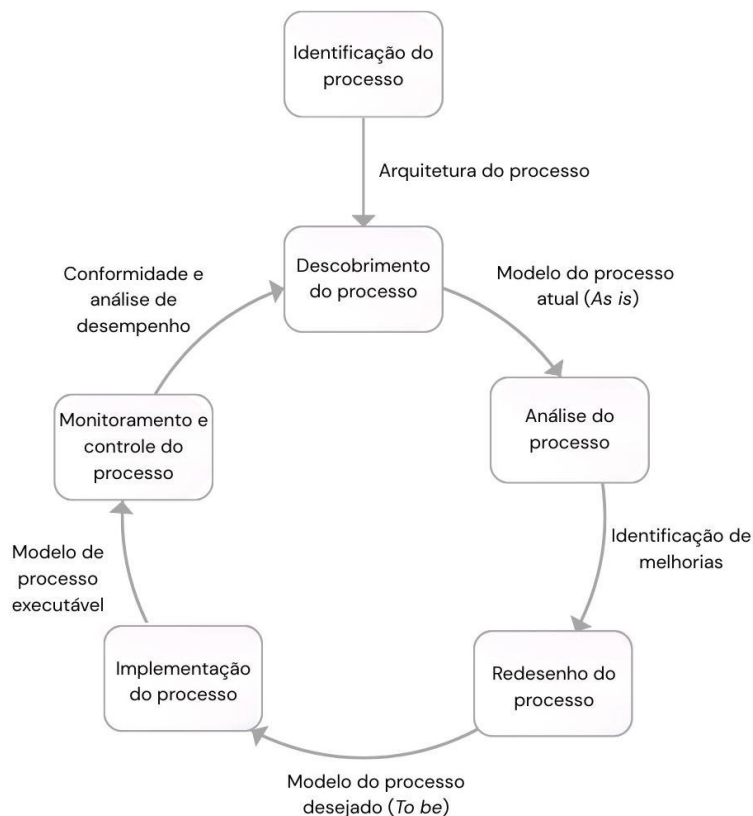 Identificação do
processo
Arquitetura do processo
Descobrimento
do processo
Modelo do processo
atual (As is)
Análise do
processo
Identificação de
melhorias
Redesenho do
processo
Modelo do processo
desejado (To be)
Implementação
do processo
Modelo de
processo
executável
Monitoramento e
controle do
processo
Conformidade e
análise de
desempenho